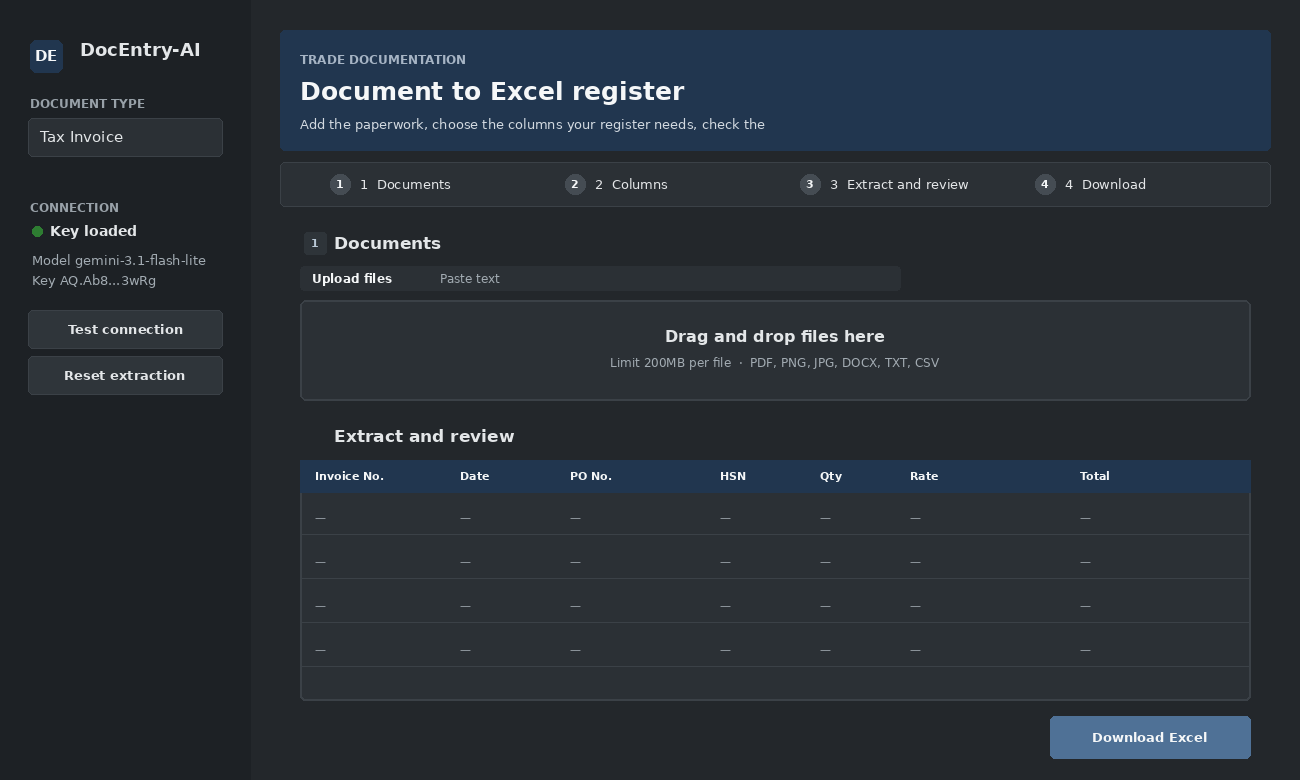 DE DocEntry-AI
DOCUMENT TYPE
Tax Invoice
CONNECTION
Key loaded
Model gemini-3.1-flash-lite
Key AQ.Ab8...3wRg
Test connection
Reset extraction
TRADE DOCUMENTATION
Document to Excel register
Add the paperwork, choose the columns your register needs, check the
1 1 Documents 2 2 Columns 3 3 Extract and review 4 4 Download
1 Documents
Upload files Paste text
Drag and drop files here
Limit 200MB per file · PDF, PNG, JPG, DOCX, TXT, CSV
Extract and review
Invoice No. Date PO No. HSN Qty Rate Total
— — — — — — —
— — — — — — —
— — — — — — —
— — — — — — —
Download Excel